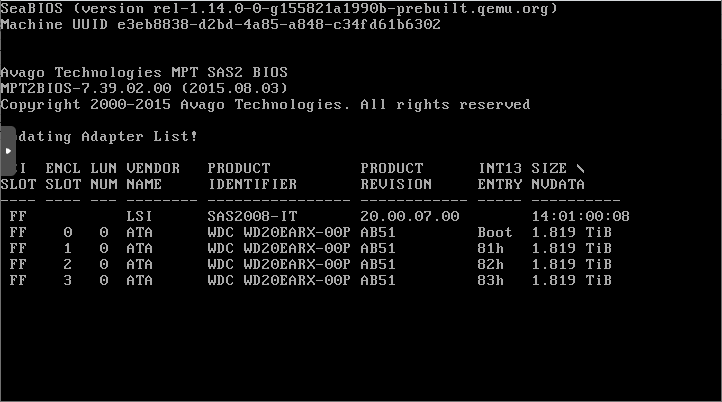 SeaBIOS (version rel-1.14.0-0-g155821a1990b-prebuilt.qemu.org)
Machine UUID e3eb8838-d2bd-4a85-a848-c34fd61b6302
Avago Technologies MPT SAS2 BIOS
MPT2BIOS-7.39.02.00 (2015.08.03)
Copyright 2000-2015 Avago Technologies. All rights reserved
dating Adapter List!
I ENCL LUN VENDOR PRODUCT PRODUCT INT13 SIZE \
SLOT SLOT NUM NAME IDENTIFIER REVISION ENTRY NVDATA
---- ---- --- -------- ---------------- ------------ ----- ----------
FF LSI SAS2008-IT 20.00.07.00 14:01:00:08
FF 0 0 ATA WDC WD20EARX-00P AB51 Boot 1.819 TiB
FF 1 0 ATA WDC WD20EARX-00P AB51 81h 1.819 TiB
FF 2 0 ATA WDC WD20EARX-00P AB51 82h 1.819 TiB
FF 3 0 ATA WDC WD20EARX-00P AB51 83h 1.819 TiB